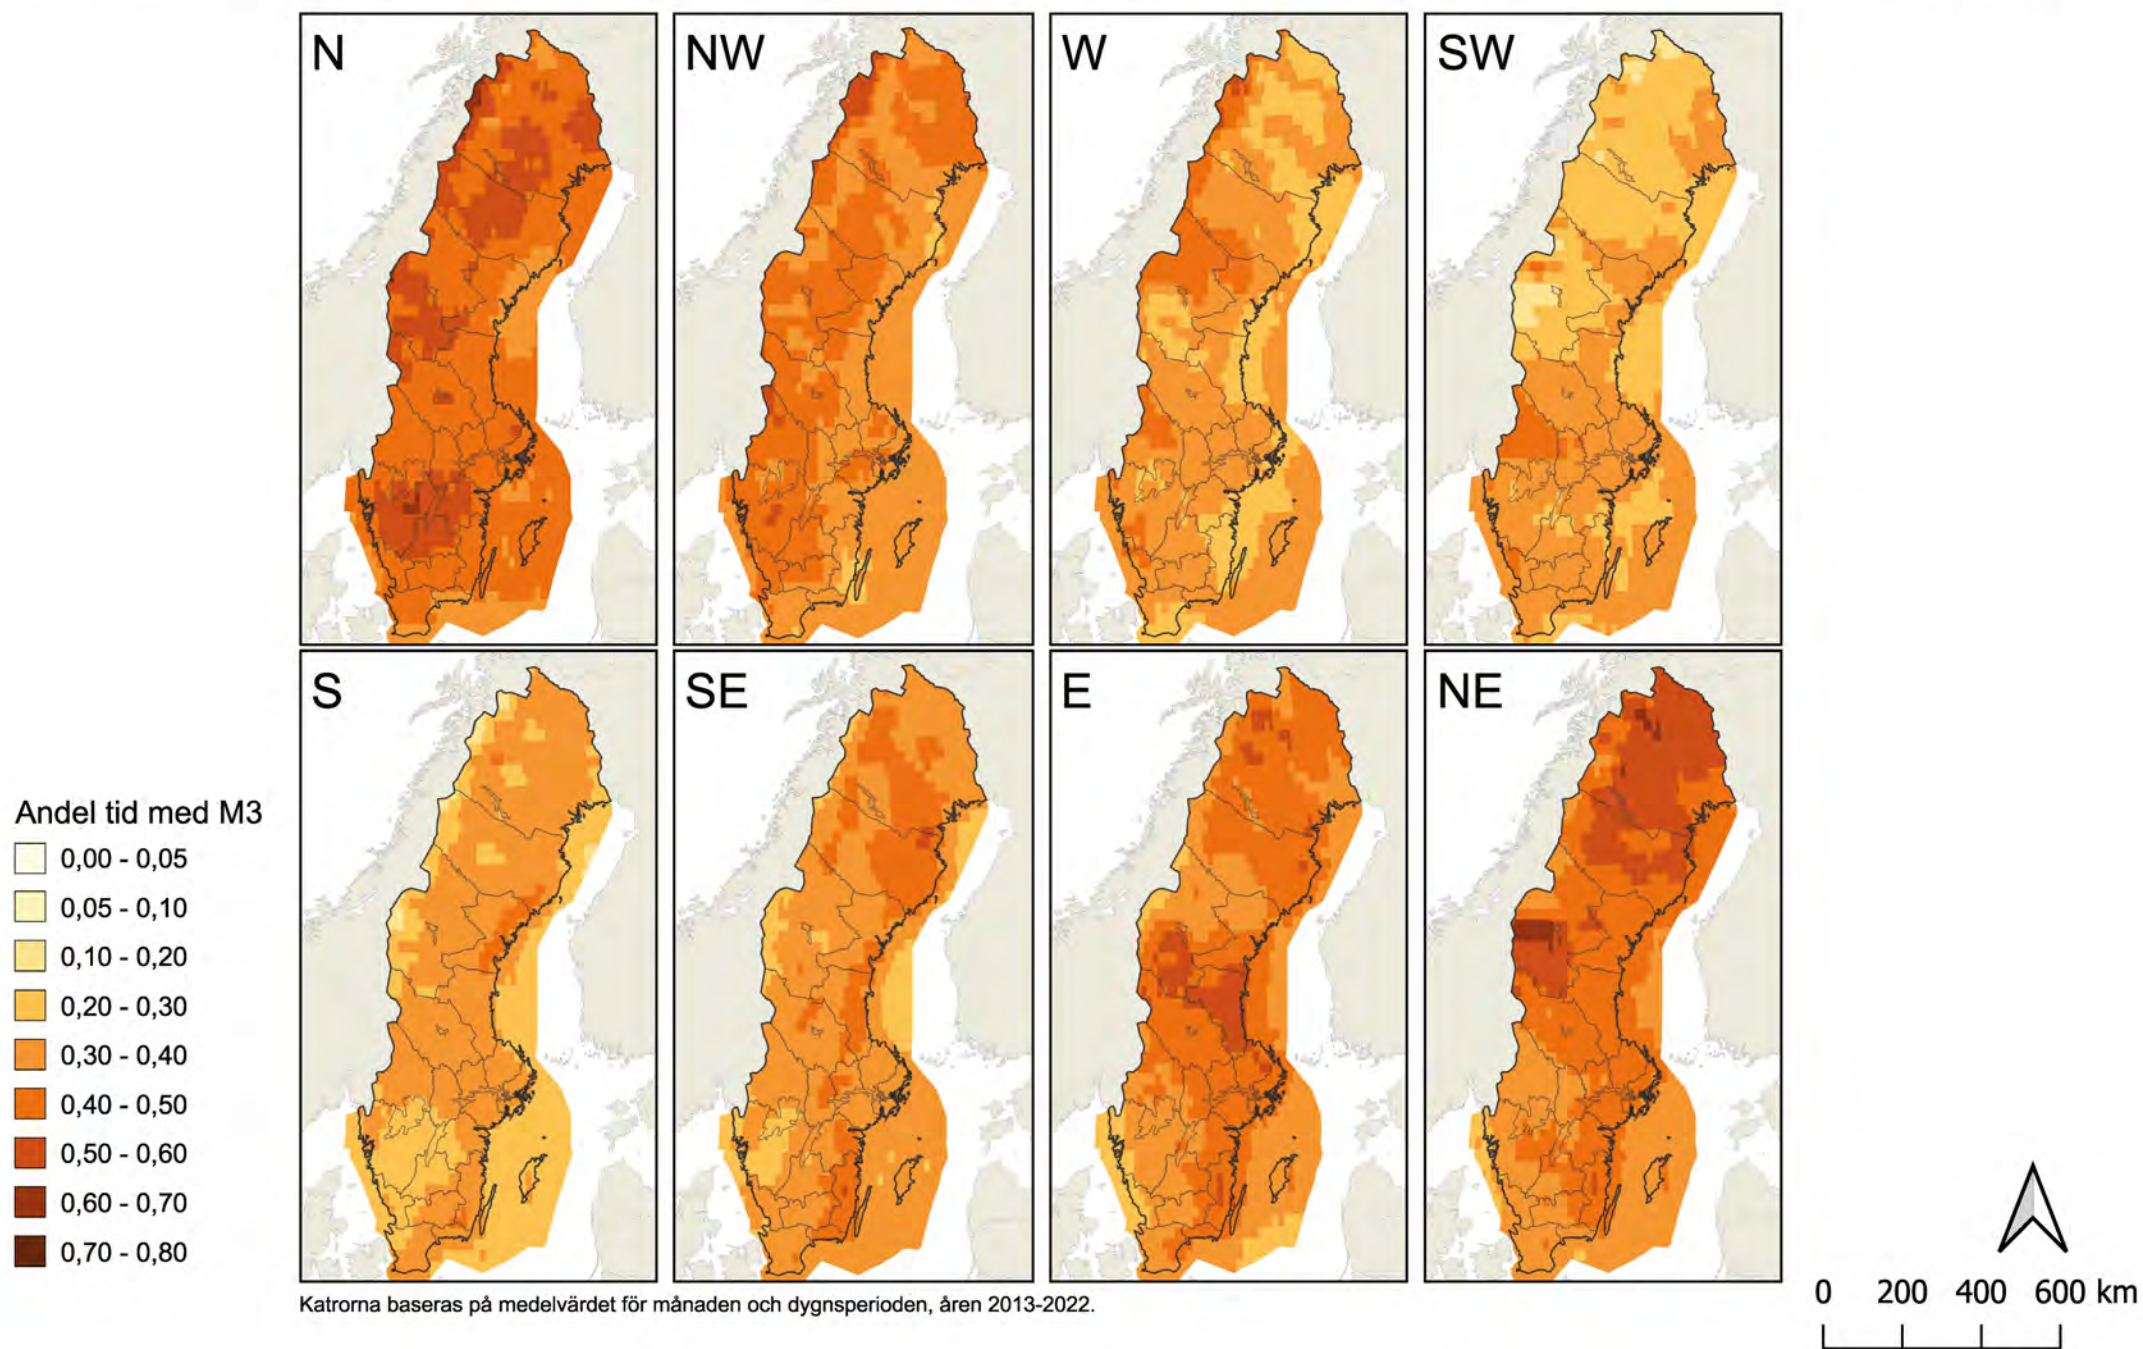 N
NW
W
SW
S
SE
E
NE
Andel tid med M3
0,00 - 0,05
0,05 - 0,10
0,10 - 0,20
0,20 - 0,30
0,30 - 0,40
0,40 - 0,50
0,50 - 0,60
0,60 - 0,70
0,70 - 0,80
Katrorna baseras på medelvärdet för månaden och dygnsperioden, åren 2013-2022.
0 200 400 600 km